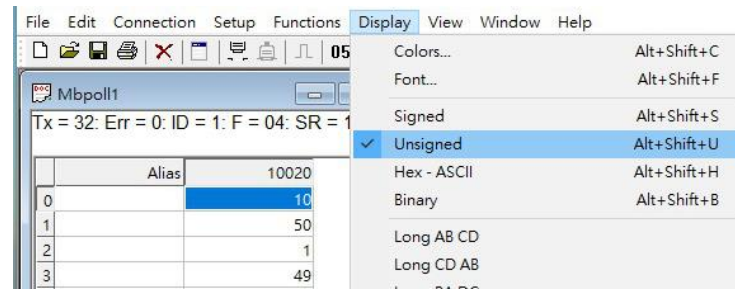 File Edit Connection Setup Functions Display View Window Help
05
Mbpoll1
Tx = 32: Err = 0: ID = 1: F = 04: SR = 1
Alias 10020
0 10
1 50
2 1
3 49
Colors... Alt+Shift+C
Font... Alt+Shift+F
Signed Alt+Shift+S
Unsigned Alt+Shift+U
Hex - ASCII Alt+Shift+H
Binary Alt+Shift+B
Long AB CD
Long CD AB